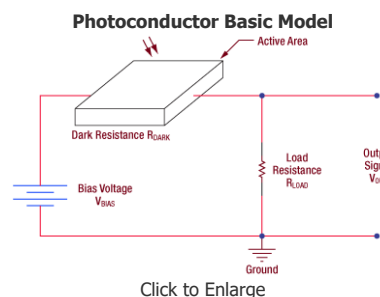 Photoconductor Basic Model
Active Area
Dark Resistance RDARK
Bias Voltage
VBIAS
Load
Resistance
RLOAD
Ground
Click to Enlarge